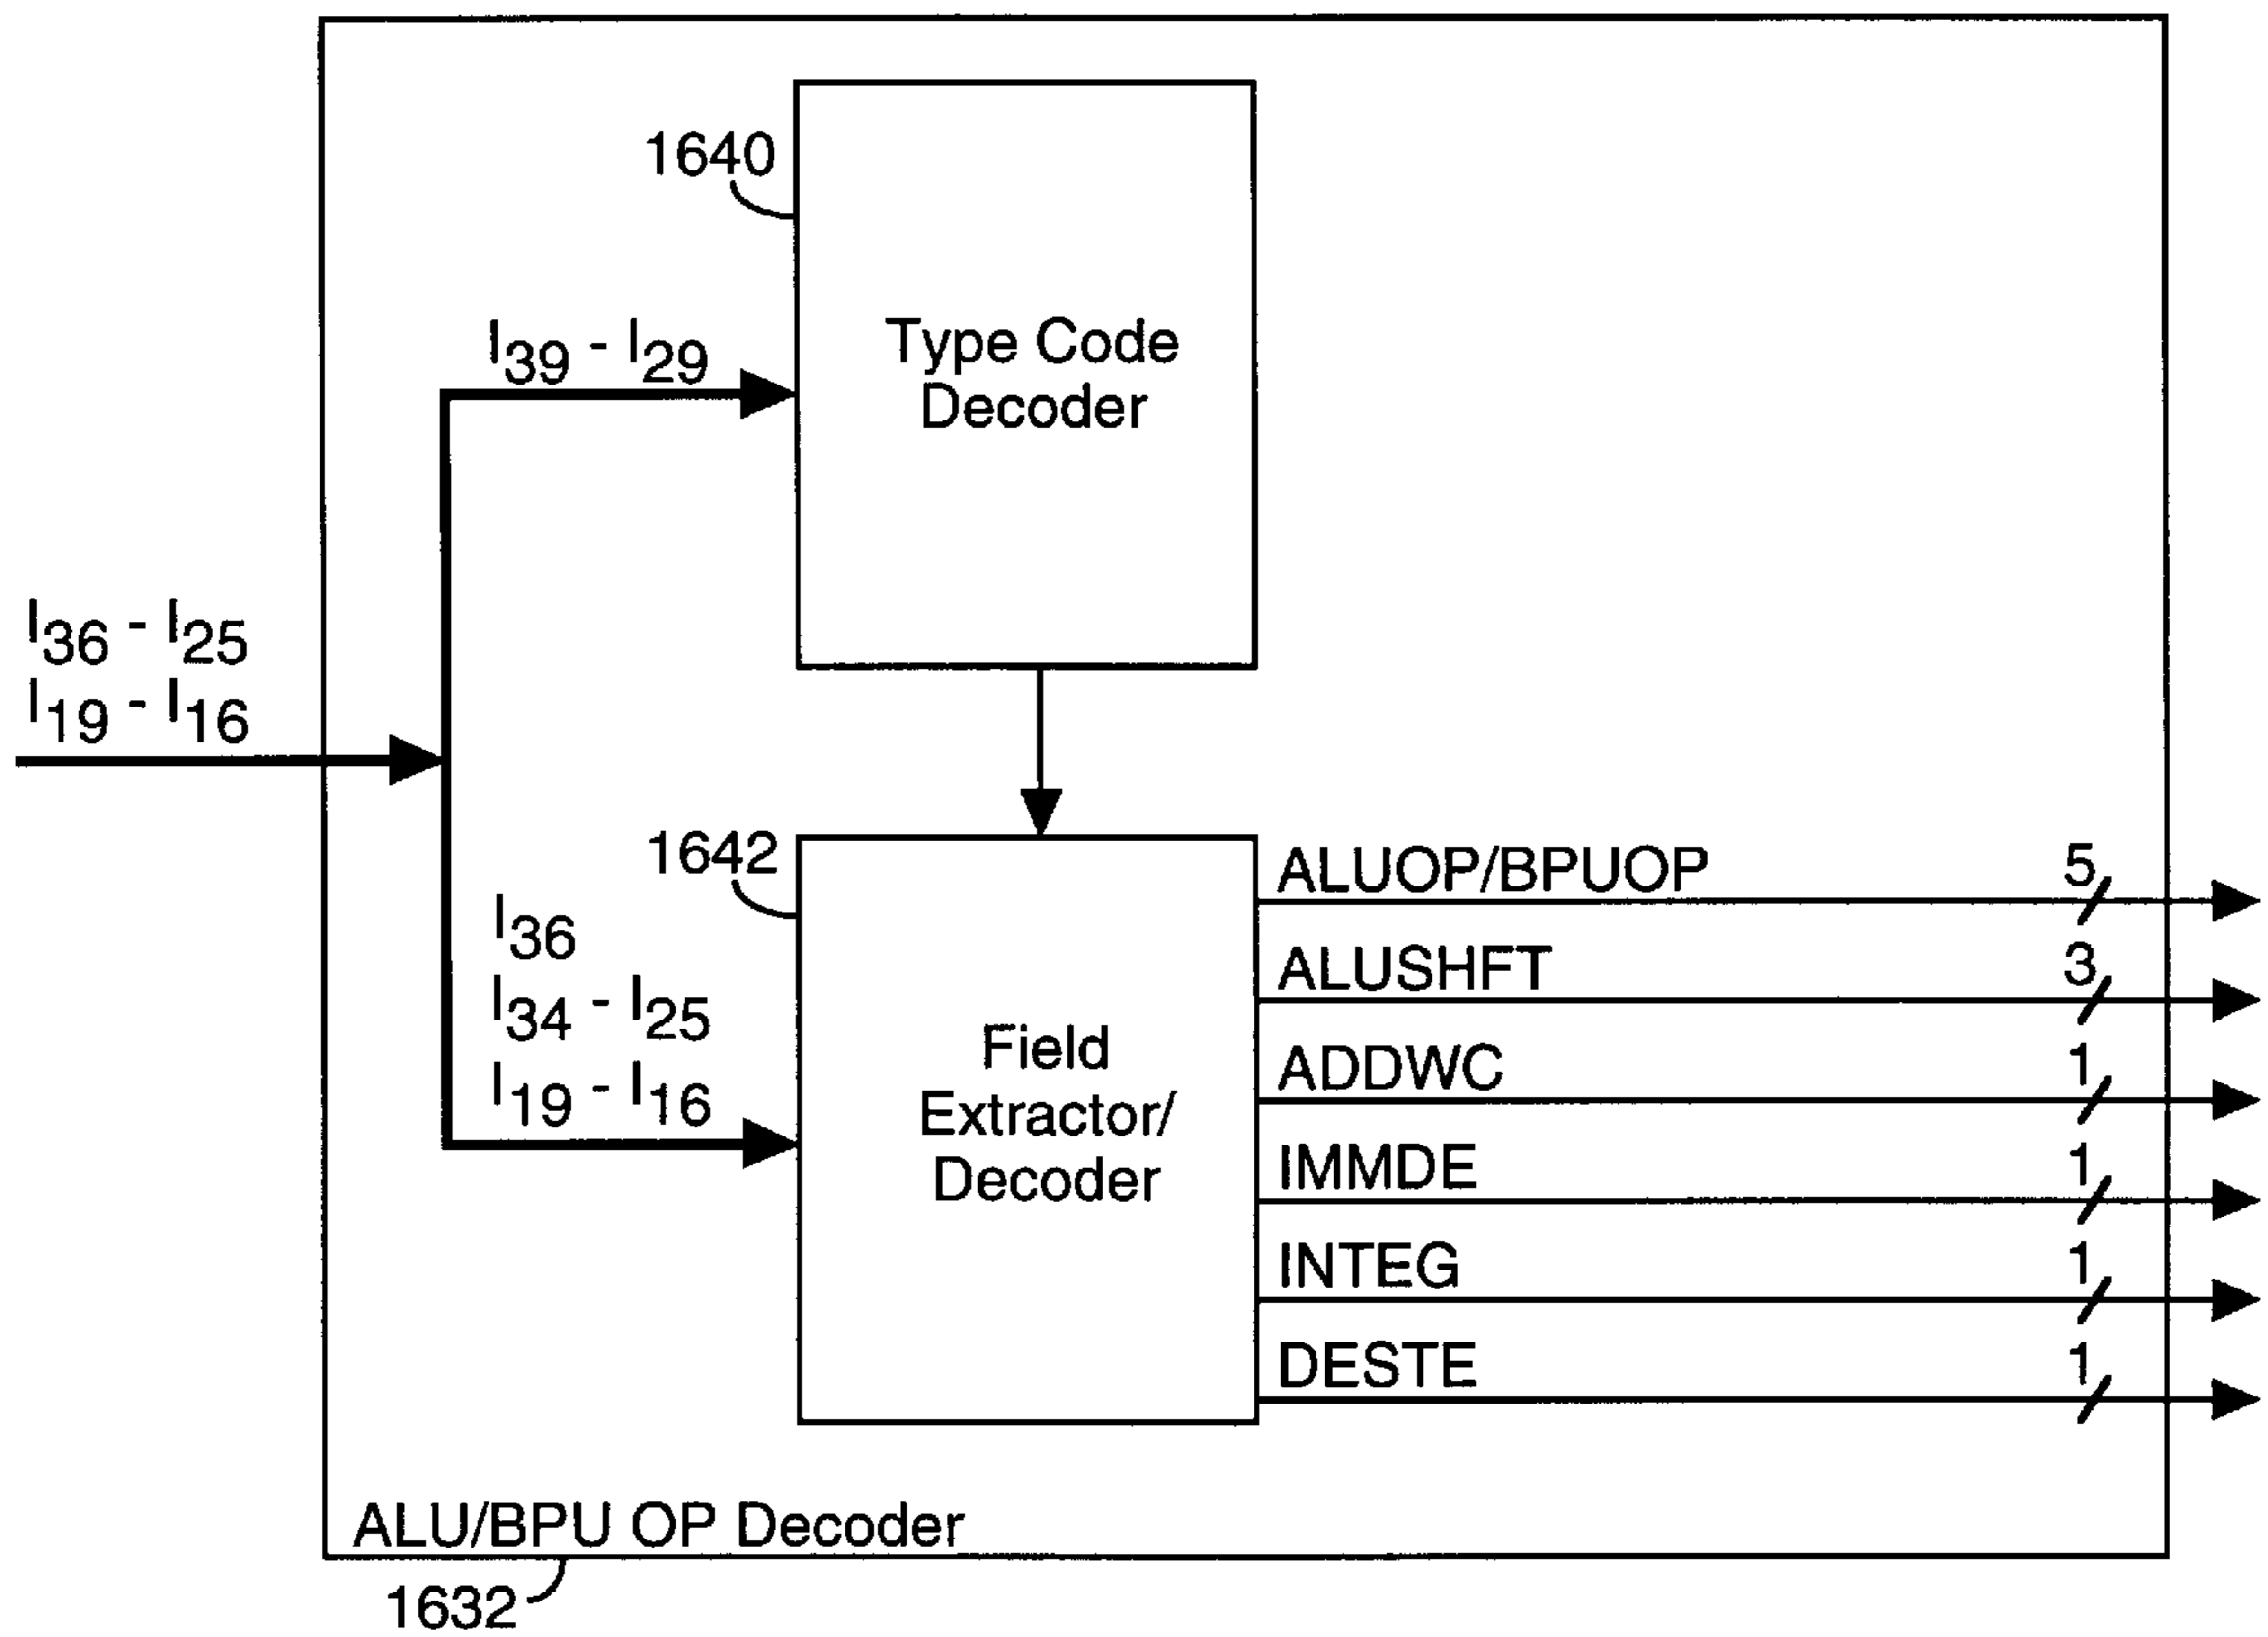 1640
Type Code
Decoder
I39 - I29
I36 - I25
I19 - I16
1642
I36
I34 - I25
I19 - I16
Field
Extractor/
Decoder
ALUOP/BPUOP 5
ALUSHFT 3
ADDWC 1
IMMDE 1
INTEG 1
DESTE 1
ALU/BPU OP Decoder
1632